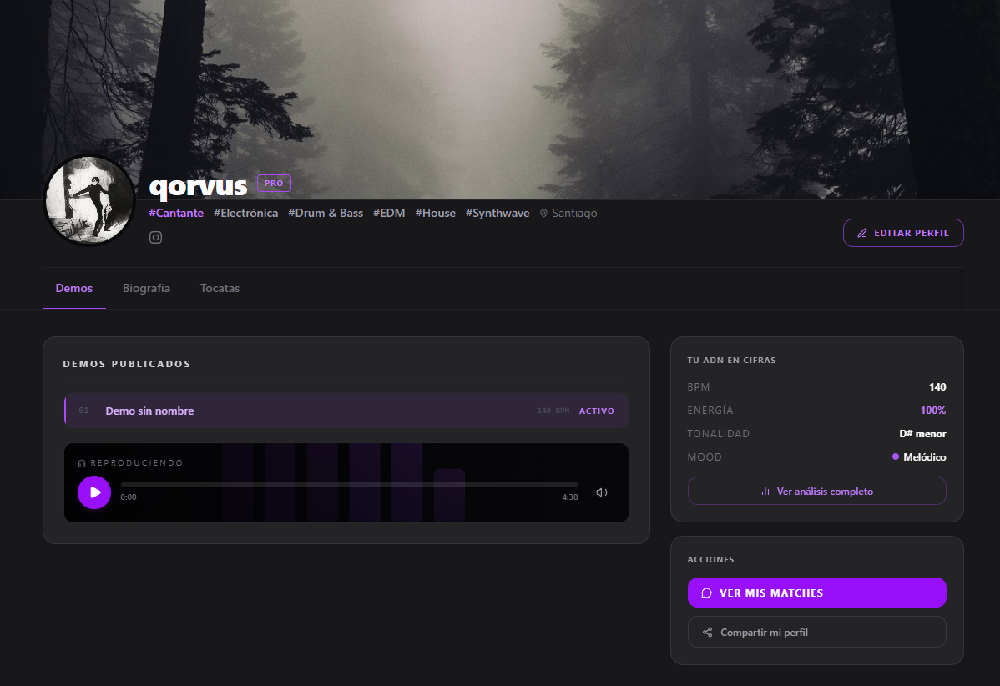 qorvus PRO
#Cantante #Electrónica #Drum & Bass #EDM #House #Synthwave Santiago
EDITAR PERFIL
Demos Biografía Tocatas
DEMOS PUBLICADOS
01 Demo sin nombre 140 BPM ACTIVO
REPRODUCIENDO
0:00 4:38
TU ADN EN CIFRAS
BPM 140
ENERGÍA 100%
TONALIDAD D# menor
MOOD Melódico
Ver análisis completo
ACCIONES
VER MIS MATCHES
Compartir mi perfil